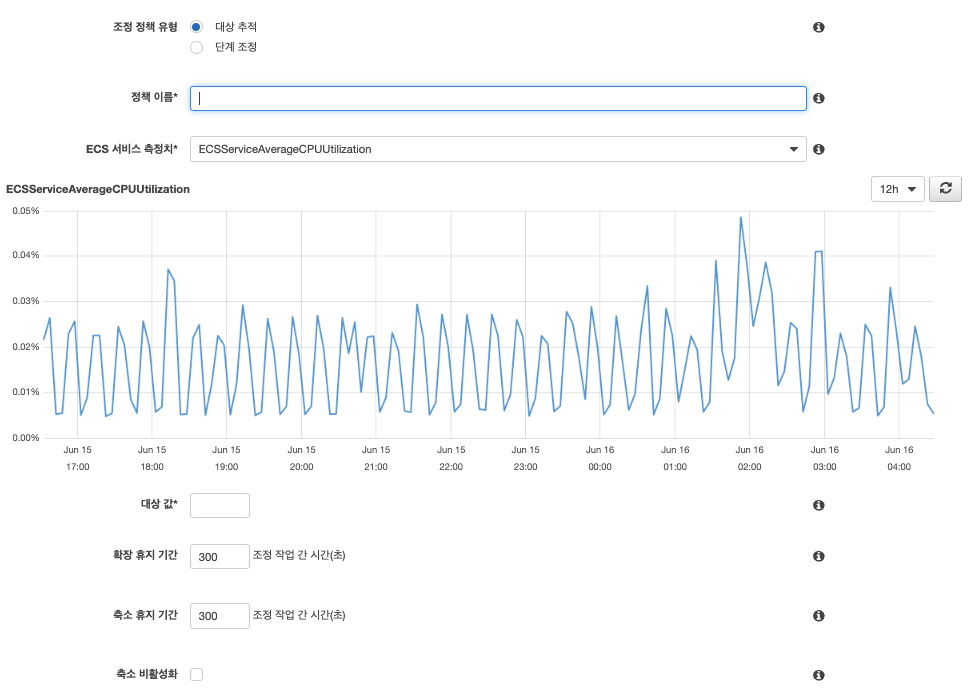 조정 정책 유형 대상 추적
단계 조정
정책 이름*
ECS 서비스 측정치* ECSServiceAverageCPUUtilization
ECSServiceAverageCPUUtilization 12h
0.05%
0.04%
0.03%
0.02%
0.01%
0.00%
Jun 15 Jun 15 Jun 15 Jun 15 Jun 15 Jun 15 Jun 15 Jun 16 Jun 16 Jun 16 Jun 16 Jun 16
17:00 18:00 19:00 20:00 21:00 22:00 23:00 00:00 01:00 02:00 03:00 04:00
대상 값*
확장 휴지 기간 300 조정 작업 간 시간(초)
축소 휴지 기간 300 조정 작업 간 시간(초)
축소 비활성화